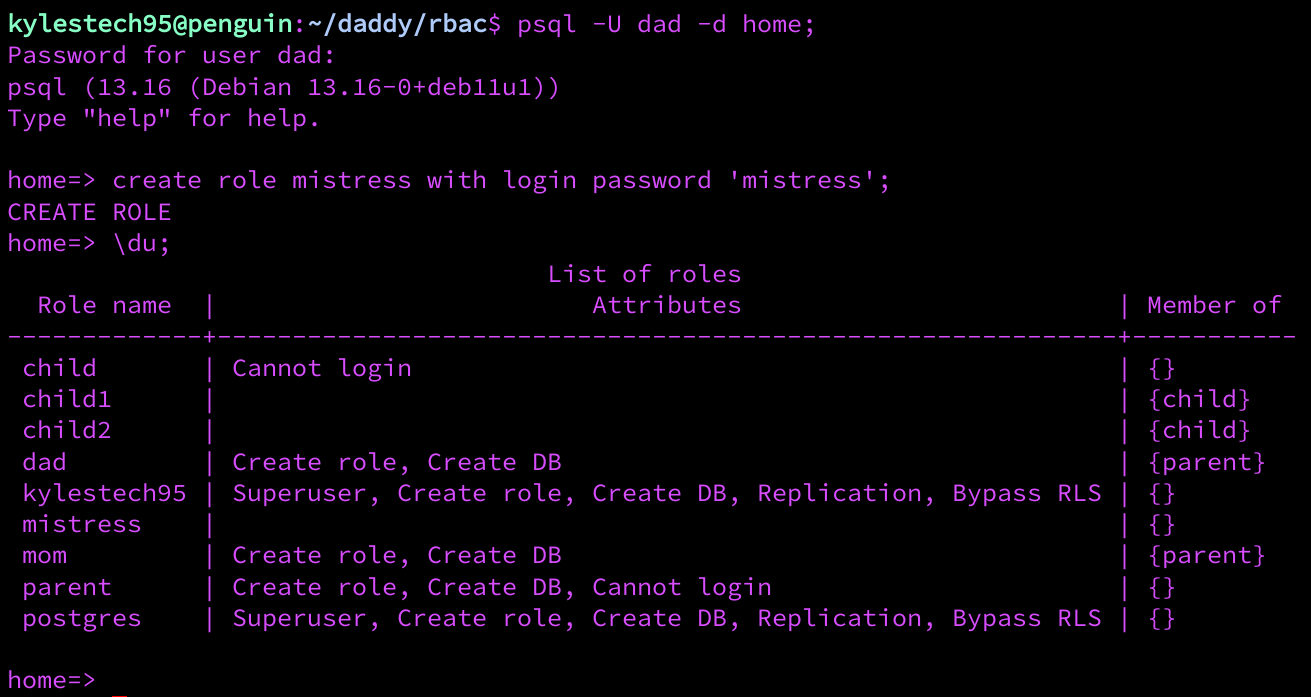 kylestech95@penguin:~/daddy/rbac$ psql -U dad -d home;
Password for user dad:
psql (13.16 (Debian 13.16-0+deb11u1))
Type "help" for help.

home=> create role mistress with login password 'mistress';
CREATE ROLE
home=> \du;
                                    List of roles
  Role name  |                         Attributes                         | Member of
-------------+------------------------------------------------------------+-----------
 child       | Cannot login                                               | {}
 child1      |                                                            | {child}
 child2      |                                                            | {child}
 dad         | Create role, Create DB                                     | {parent}
 kylestech95 | Superuser, Create role, Create DB, Replication, Bypass RLS | {}
 mistress    |                                                            | {}
 mom         | Create role, Create DB                                     | {parent}
 parent      | Create role, Create DB, Cannot login                       | {}
 postgres    | Superuser, Create role, Create DB, Replication, Bypass RLS | {}

home=>